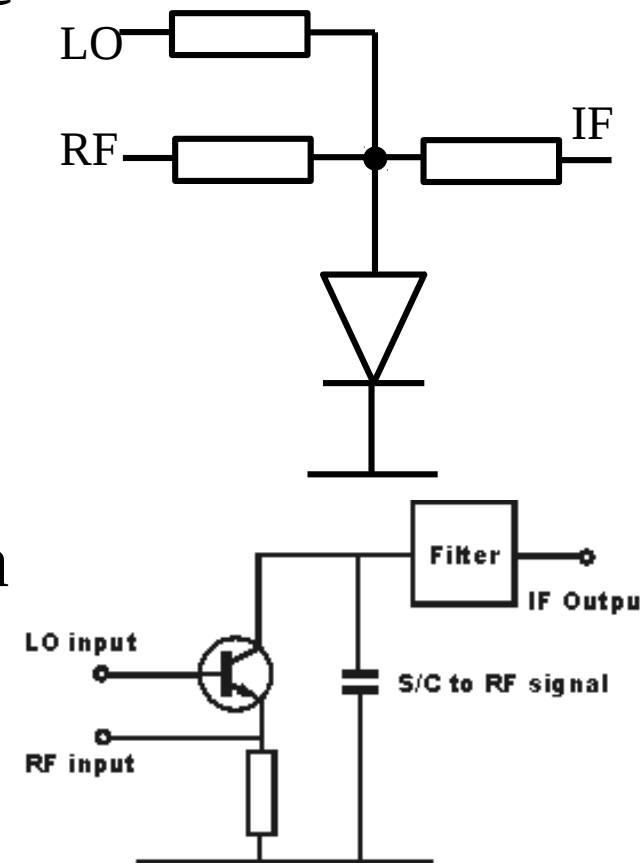 LO
RF
IF
Filter
IF Outpu
LO input
S/C to RF signal
RF input